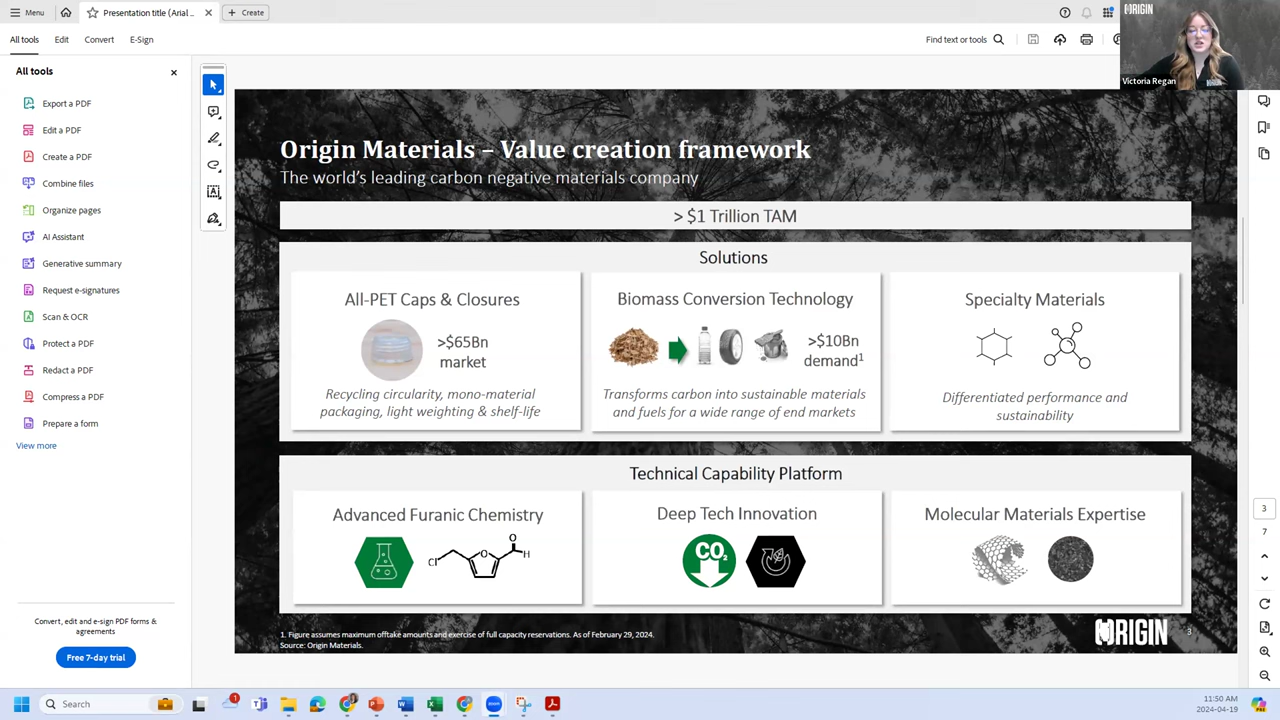 Menu
Presentation title (Arial ...
Create
All tools
Edit
Convert
E-Sign
Find text or tools
ORIGIN
Victoria Regan
All tools
Export a PDF
Edit a PDF
Create a PDF
Combine files
Organize pages
AI Assistant
Generative summary
Request e-signatures
Scan & OCR
Protect a PDF
Redact a PDF
Compress a PDF
Prepare a form
View more
Convert, edit and e-sign PDF forms &
agreements
Free 7-day trial
Origin Materials – Value creation framework
The world's leading carbon negative materials company
> $1 Trillion TAM
Solutions
All-PET Caps & Closures
>$65Bn
market
Recycling circularity, mono-material
packaging, light weighting & shelf-life
Biomass Conversion Technology
>$10Bn
demand1
Transforms carbon into sustainable materials
and fuels for a wide range of end markets
Specialty Materials
Differentiated performance and
sustainability
Technical Capability Platform
Advanced Furanic Chemistry
Cl
O
O
H
Deep Tech Innovation
CO2
Molecular Materials Expertise
1. Figure assumes maximum offtake amounts and exercise of full capacity reservations. As of February 29, 2024.
Source: Origin Materials.
ORIGIN
3
3
7
Search
1
11:50 AM
2024-04-19